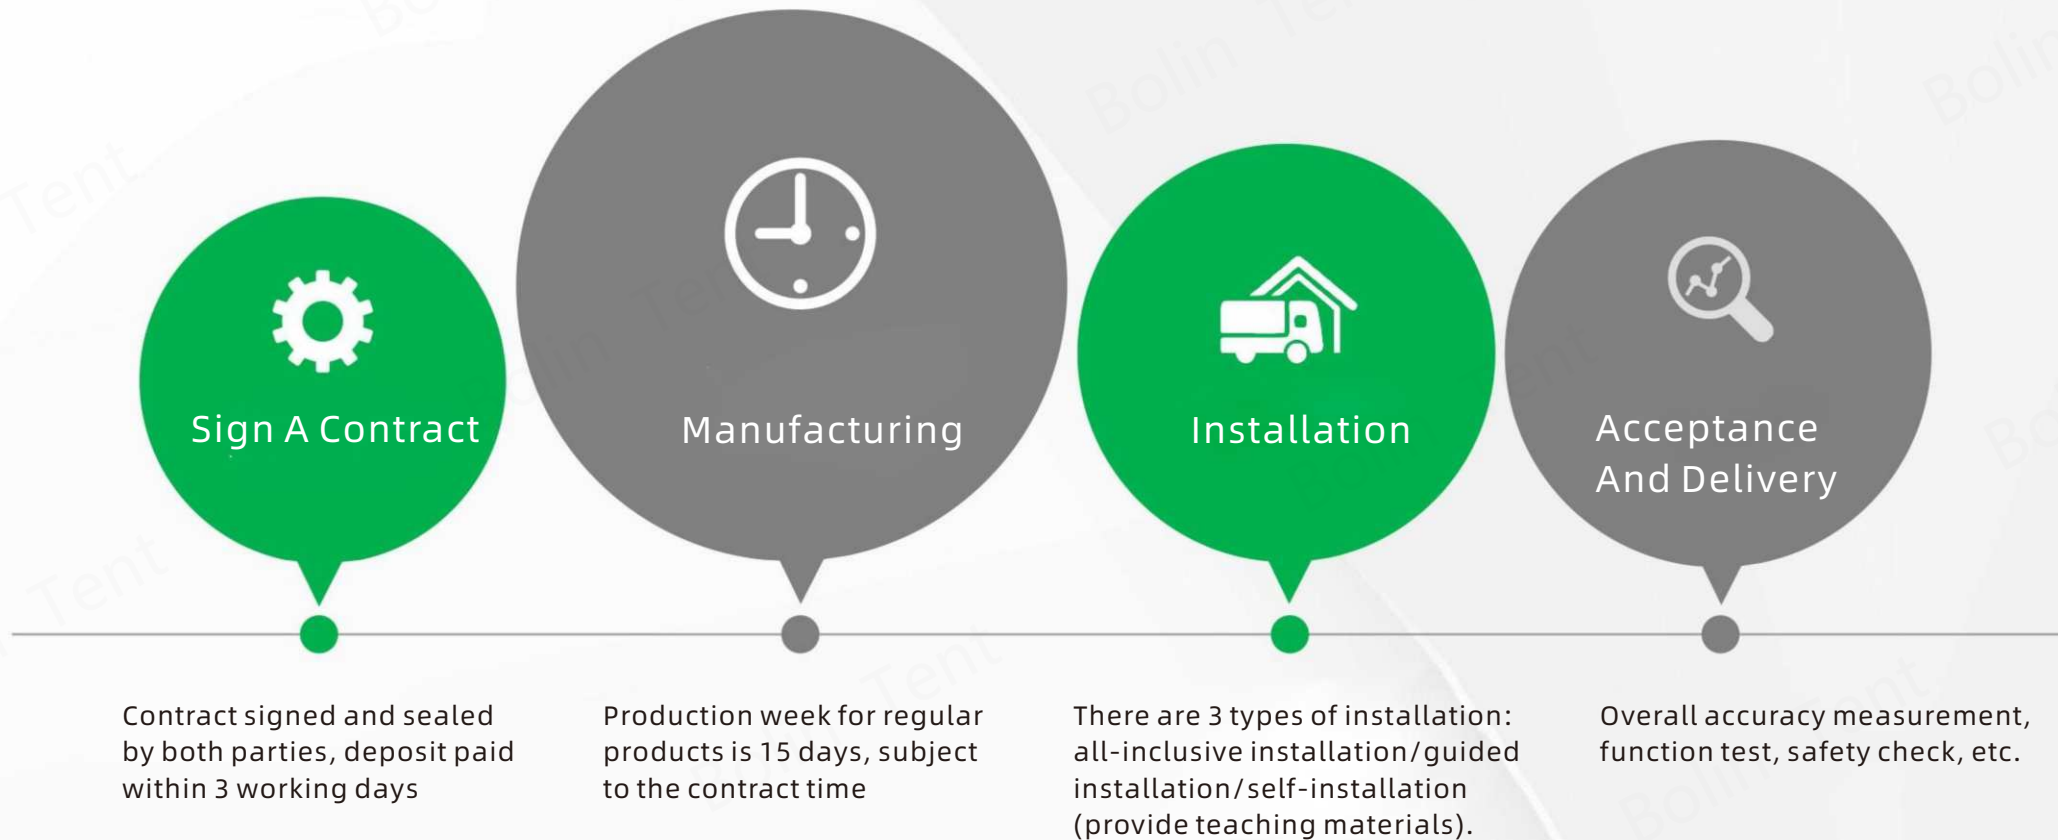 Sign A Contract
Manufacturing
Installation
Acceptance
And Delivery
Contract signed and sealed
by both parties, deposit paid
within 3 working days
Production week for regular
products is 15 days, subject
to the contract time
There are 3 types of installation:
all-inclusive installation/guided
installation/self-installation
(provide teaching materials).
Overall accuracy measurement,
function test, safety check, etc.
Bolin Tent